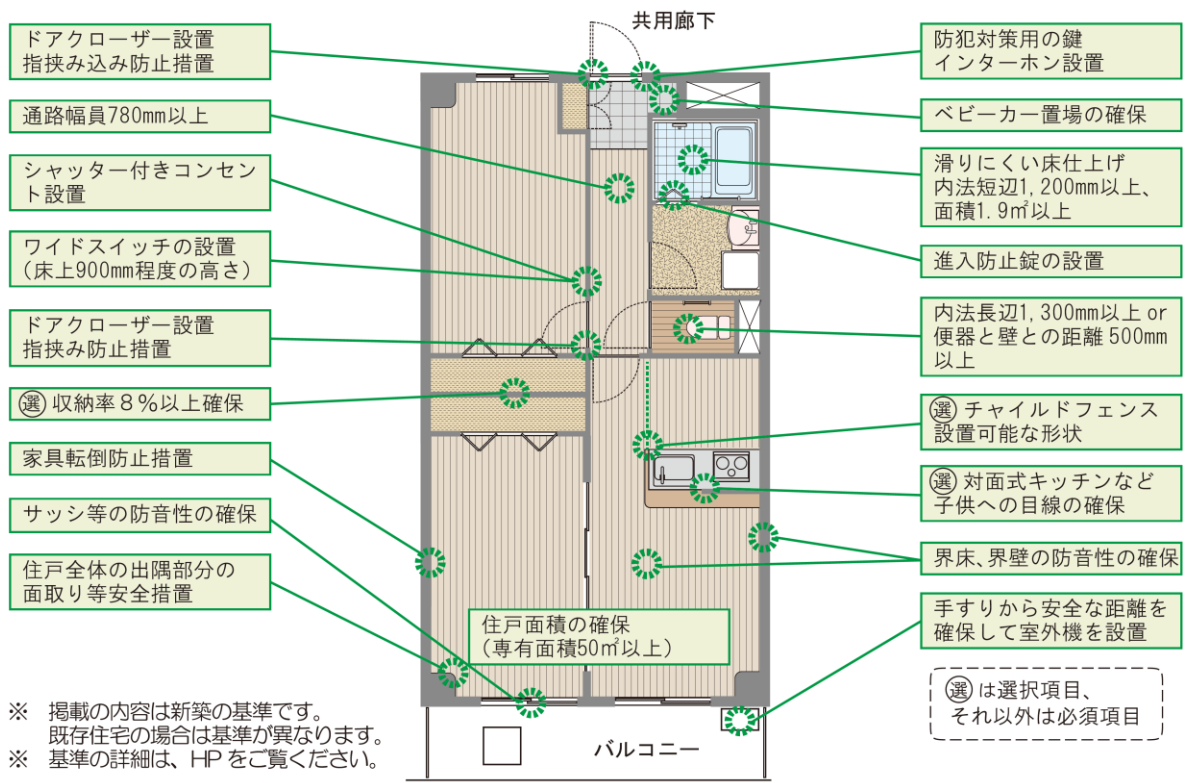 共用廊下
ドアクローザー設置
指挟み込み防止措置
通路幅員780mm以上
シャッター付きコンセン
ト設置
ワイドスイッチの設置
（床上900mm程度の高さ）
ドアクローザー設置
指挟み防止措置
選 収納率８％以上確保
家具転倒防止措置
サッシ等の防音性の確保
住戸全体の出隅部分の
面取り等安全措置
防犯対策用の鍵
インターホン設置
ベビーカー置場の確保
滑りにくい床仕上げ
内法短辺1,200mm以上、
面積1.9㎡以上
進入防止錠の設置
内法長辺1,300mm以上 or
便器と壁との距離 500mm
以上
選 チャイルドフェンス
設置可能な形状
選 対面式キッチンなど
子供への目線の確保
界床、界壁の防音性の確保
手すりから安全な距離を
確保して室外機を設置
住戸面積の確保
（専有面積50㎡以上）
バルコニー
選 は選択項目、
それ以外は必須項目
※ 掲載の内容は新築の基準です。
既存住宅の場合は基準が異なります。
※ 基準の詳細は、HP をご覧ください。